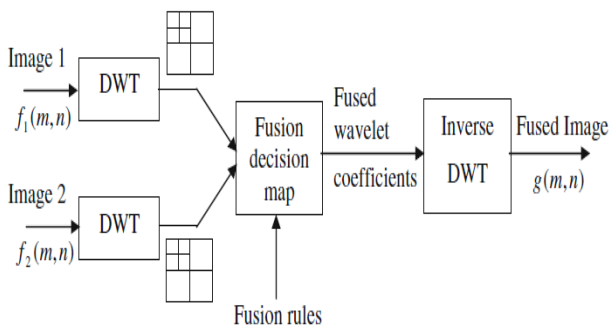 Image 1
f₁(m,n)
DWT
Image 2
f₂(m,n)
DWT
Fusion
decision
map
Fusion rules
Fused
wavelet
coefficients
Inverse
DWT
Fused Image
g(m,n)